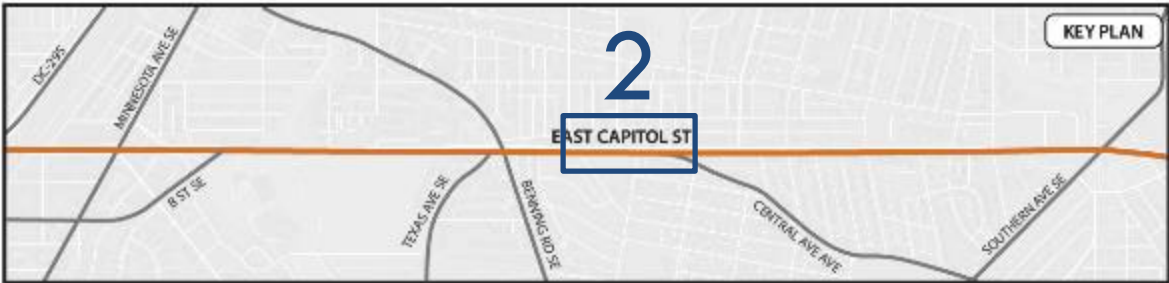 KEY PLAN
2
DC-295
MINNESOTA AVE SE
EAST CAPITOL ST
B ST SE
TEXAS AVE SE
BENNING RD SE
CENTRAL AVE AVE
SOUTHERN AVE SE